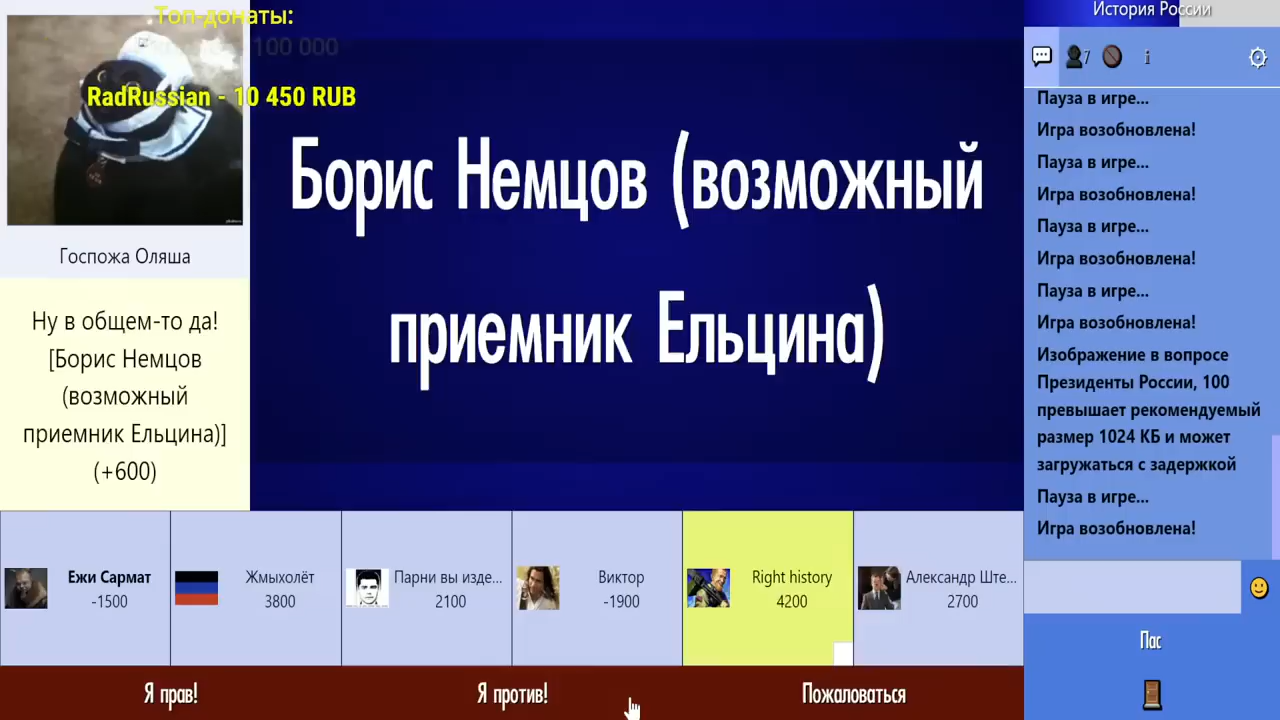 Топ-донаты:
100 000
RadRussian - 10 450 RUB
Госпожа Оляша
Ну в общем-то да!
[Борис Немцов
(возможный
приемник Ельцина)]
(+600)
Борис Немцов (возможный
приемник Ельцина)
История России
7
i
Пауза в игре...
Игра возобновлена!
Пауза в игре...
Игра возобновлена!
Пауза в игре...
Игра возобновлена!
Пауза в игре...
Игра возобновлена!
Изображение в вопросе
Президенты России, 100
превышает рекомендуемый
размер 1024 КБ и может
загружаться с задержкой
Пауза в игре...
Игра возобновлена!
Ежи Сармат
-1500
Жмыхолёт
3800
Парни вы изде...
2100
Виктор
-1900
Right history
4200
Александр Ште...
2700
Пас
Я прав!
Я против!
Пожаловаться